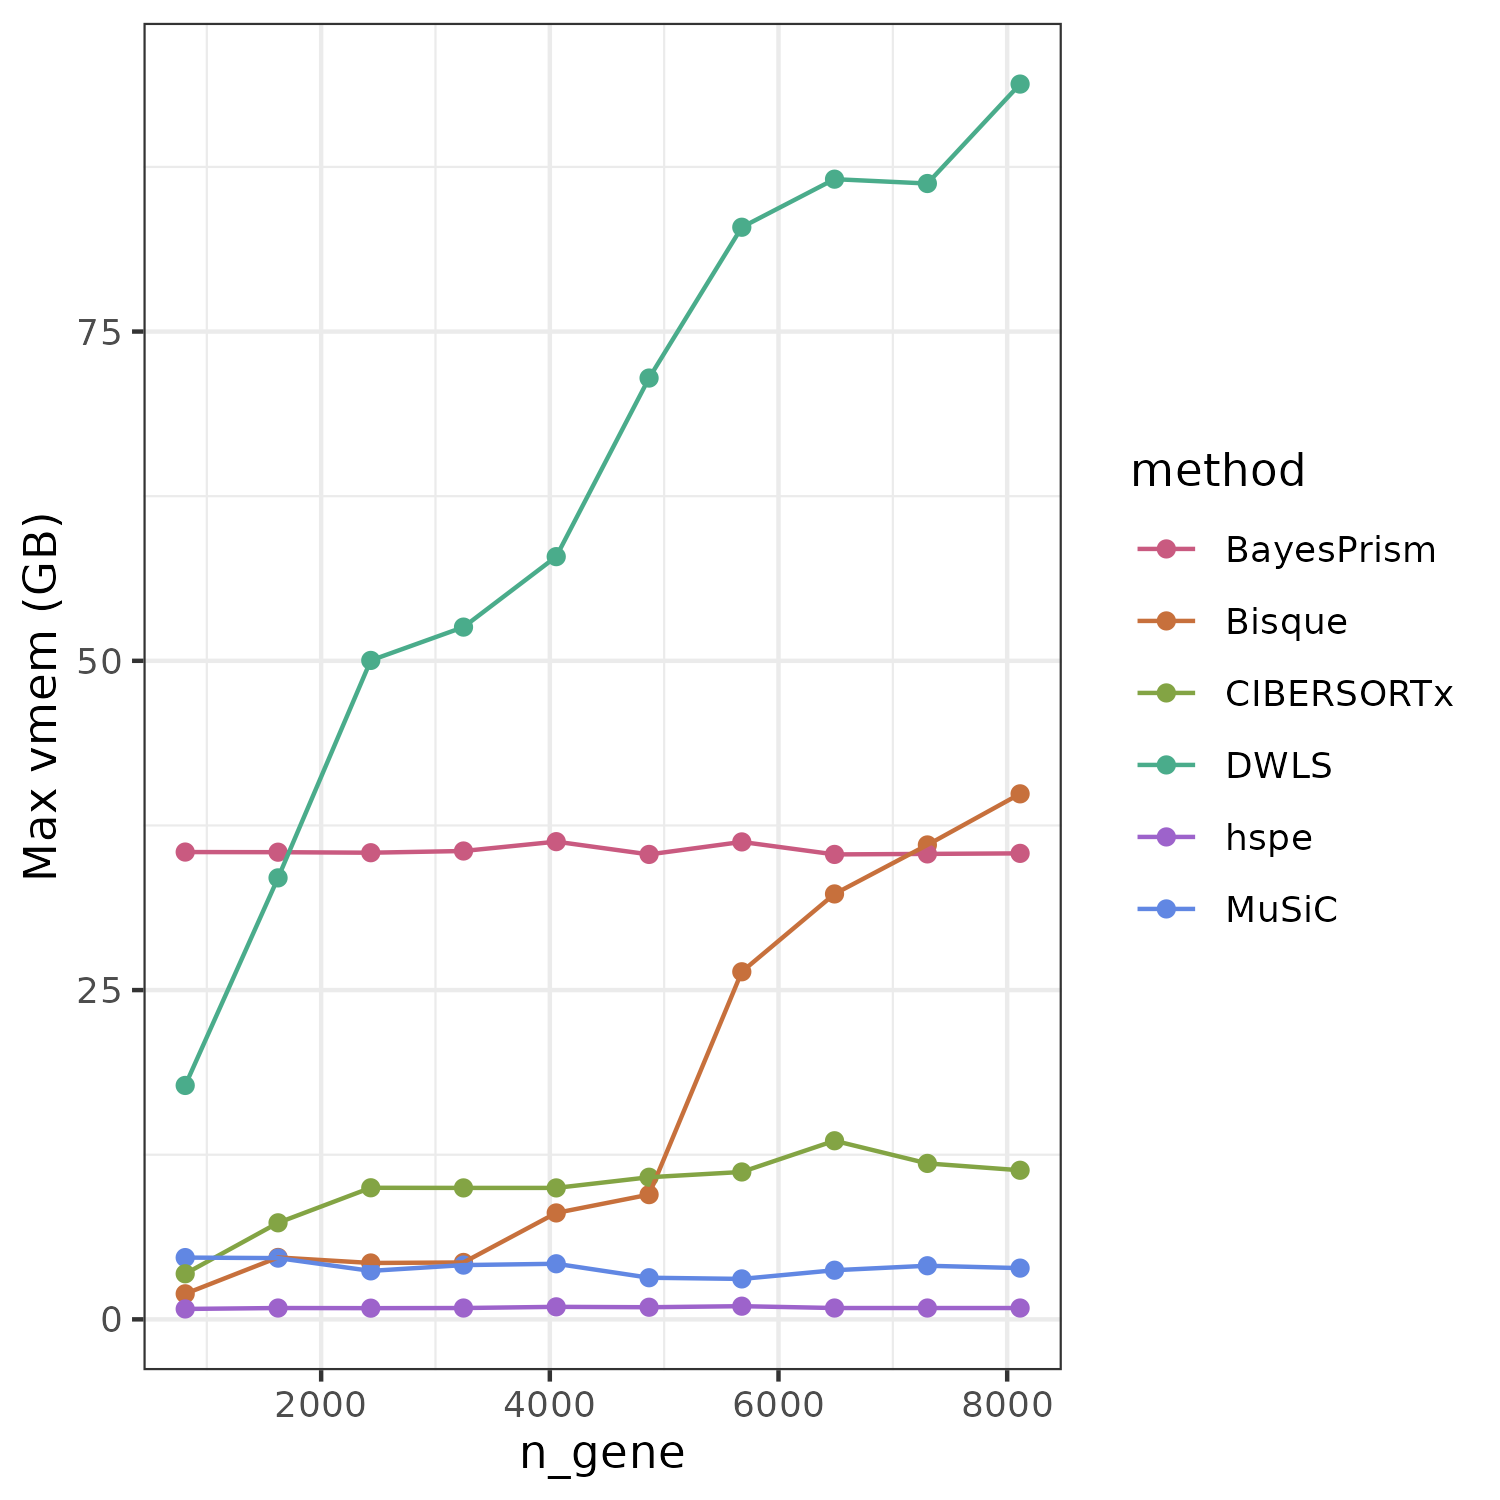 Max vmem (GB)
75
50
25
0
2000 4000 6000 8000
n_gene
method
BayesPrism
Bisque
CIBERSORTx
DWLS
hspe
MuSiC